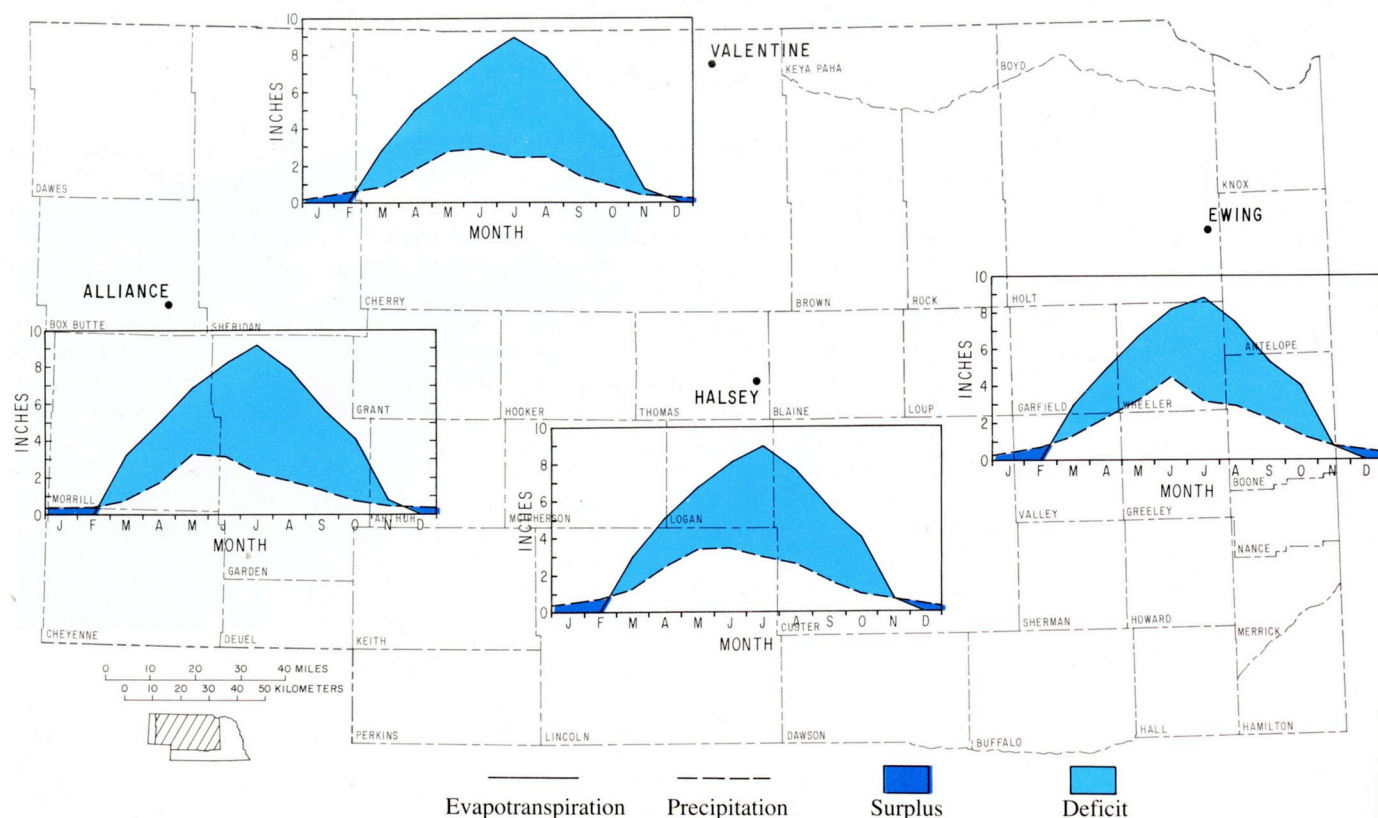 VALENTINE
KEYA PAHA
BOYD
10
8
6
4
2
0
INCHES
J F M A M J J A S O N D
MONTH
DAWES
KNOX
EWING
ALLIANCE
CHERRY
BROWN
ROCK
HOLT
BOX BUTTE
SHERIDAN
ANTELOPE
10
8
6
4
2
0
INCHES
J F M A M J J A S O N D
MONTH
HALSEY
GRANT
HOOKER
THOMAS
BLAINE
LOUP
GARFIELD
WHEELER
10
8
6
4
2
0
INCHES
J F M A M J J A S O N D
MONTH
MORRILL
ARTHUR
MCPHERSON
LOGAN
VALLEY
GREELEY
BOONE
NANCE
10
8
6
4
2
0
INCHES
J F M A M J J A S O N D
MONTH
GARDEN
CHEYENNE
DEUEL
KEITH
CUSTER
SHERMAN
HOWARD
MERRICK
0 10 20 30 40 MILES
0 10 20 30 40 50 KILOMETERS
PERKINS
LINCOLN
DAWSON
BUFFALO
HALL
HAMILTON
Evapotranspiration Precipitation Surplus Deficit